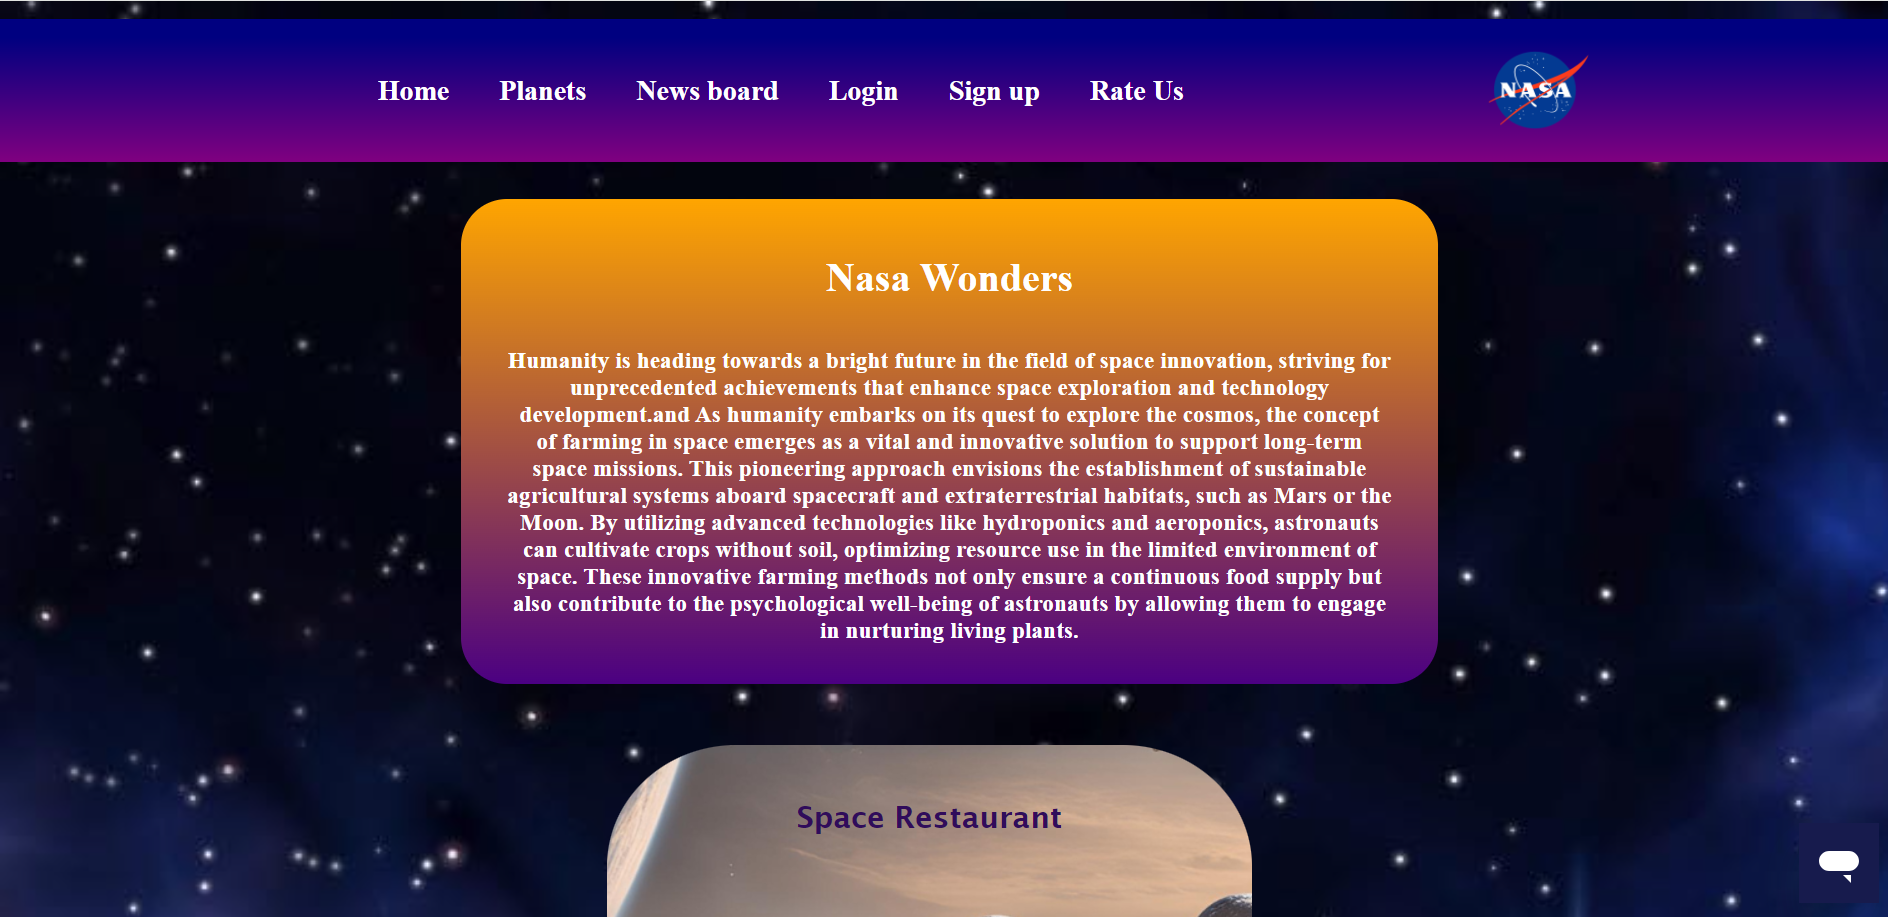 Home Planets News board Login Sign up Rate Us
NASA
Nasa Wonders
Humanity is heading towards a bright future in the field of space innovation, striving for
unprecedented achievements that enhance space exploration and technology
development.and As humanity embarks on its quest to explore the cosmos, the concept
of farming in space emerges as a vital and innovative solution to support long-term
space missions. This pioneering approach envisions the establishment of sustainable
agricultural systems aboard spacecraft and extraterrestrial habitats, such as Mars or the
Moon. By utilizing advanced technologies like hydroponics and aeroponics, astronauts
can cultivate crops without soil, optimizing resource use in the limited environment of
space. These innovative farming methods not only ensure a continuous food supply but
also contribute to the psychological well-being of astronauts by allowing them to engage
in nurturing living plants.
Space Restaurant